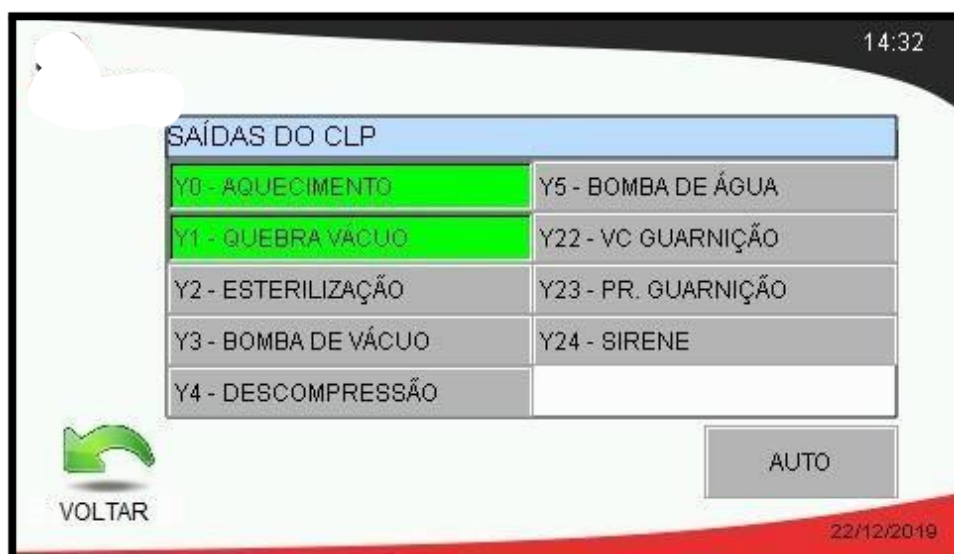 14:32
SAÍDAS DO CLP
Y0 - AQUECIMENTO
Y5 - BOMBA DE ÁGUA
Y1 - QUEBRA VÁCUO
Y22 - VC GUARNIÇÃO
Y2 - ESTERILIZAÇÃO
Y23 - PR. GUARNIÇÃO
Y3 - BOMBA DE VÁCUO
Y24 - SIRENE
Y4 - DESCOMPRESSÃO
AUTO
VOLTAR
22/12/2019